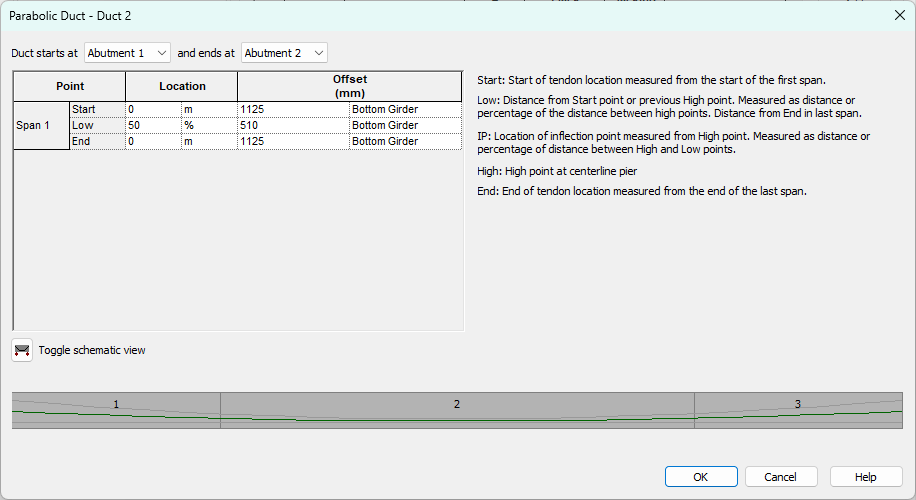 Parabolic Duct - Duct 2
Duct starts at Abutment 1 and ends at Abutment 2
Point Location Offset (mm)
Span 1 Start 0 m 1125 Bottom Girder
Low 50 % 510 Bottom Girder
End 0 m 1125 Bottom Girder
Start: Start of tendon location measured from the start of the first span.
Low: Distance from Start point or previous High point. Measured as distance or
percentage of the distance between high points. Distance from End in last span.
IP: Location of inflection point measured from High point. Measured as distance or
percentage of distance between High and Low points.
High: High point at centerline pier
End: End of tendon location measured from the end of the last span.
Toggle schematic view
1 2 3
OK Cancel Help